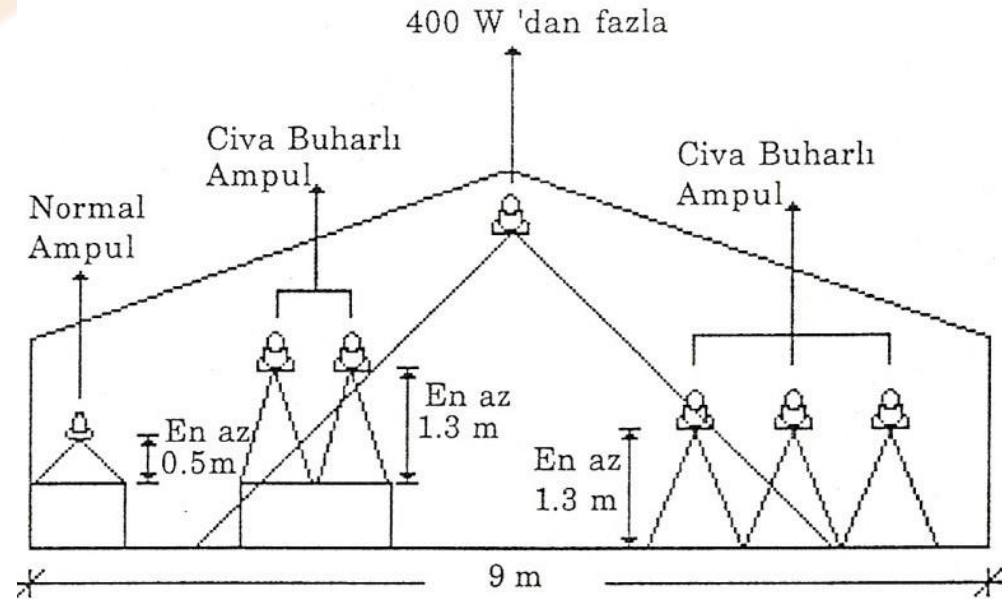 400 W 'dan fazla
Civa Buharlı
Ampul
Civa Buharlı
Ampul
Normal
Ampul
En az
0.5m
En az
1.3 m
En az
1.3 m
9 m